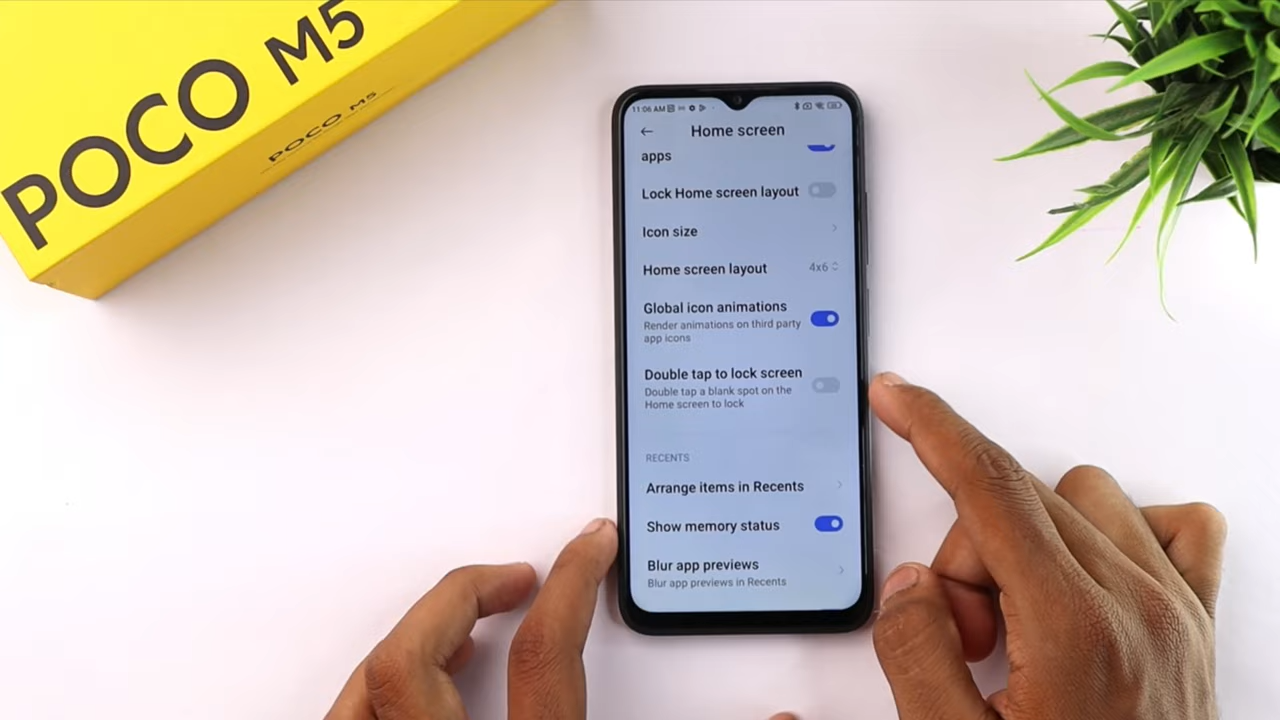 POCO M5
POCO M5
11:06 AM
Home screen
apps
Lock Home screen layout
Icon size
Home screen layout 4x6
Global icon animations
Render animations on third party
app icons
Double tap to lock screen
Double tap a blank spot on the
Home screen to lock
RECENTS
Arrange items in Recents
Show memory status
Blur app previews
Blur app previews in Recents